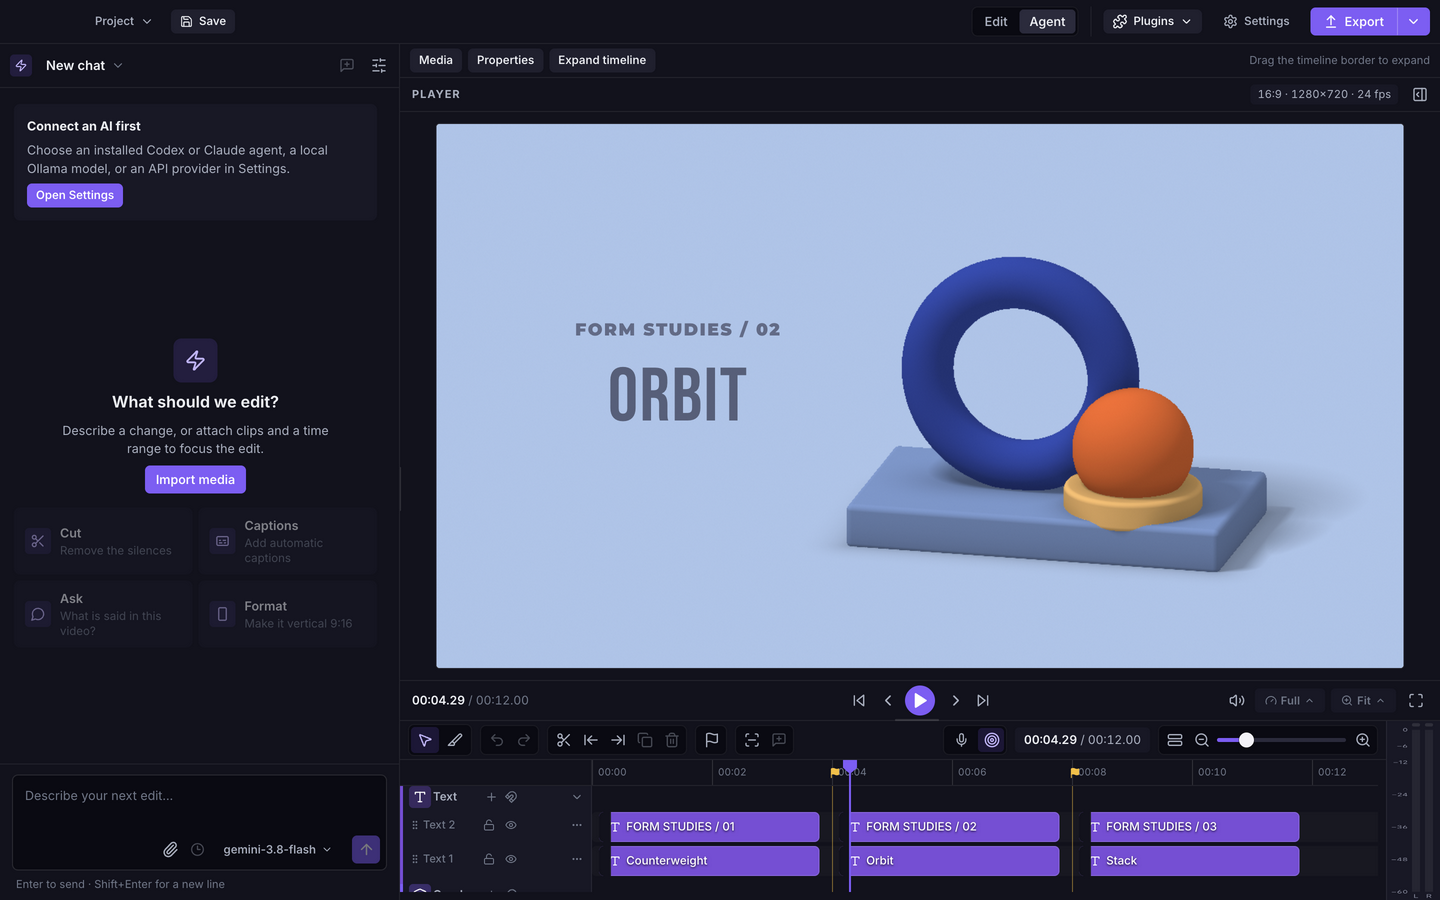 Project
Save
Edit
Agent
Plugins
Settings
Export
New chat
Media
Properties
Expand timeline
Drag the timeline border to expand
PLAYER
16:9 · 1280×720 · 24 fps
Connect an AI first
Choose an installed Codex or Claude agent, a local
Ollama model, or an API provider in Settings.
Open Settings
FORM STUDIES / 02
ORBIT
What should we edit?
Describe a change, or attach clips and a time
range to focus the edit.
Import media
Cut
Remove the silences
Captions
Add automatic
captions
Ask
What is said in this
video?
Format
Make it vertical 9:16
00:04.29 / 00:12.00
Full
Fit
00:04.29 / 00:12.00
00:00
00:02
00:04
00:06
00:08
00:10
00:12
Text
Text 2
FORM STUDIES / 01
FORM STUDIES / 02
FORM STUDIES / 03
Text 1
Counterweight
Orbit
Stack
Describe your next edit...
gemini-3.8-flash
Enter to send · Shift+Enter for a new line
0
-6
-12
-24
-36
-48
-60
L R